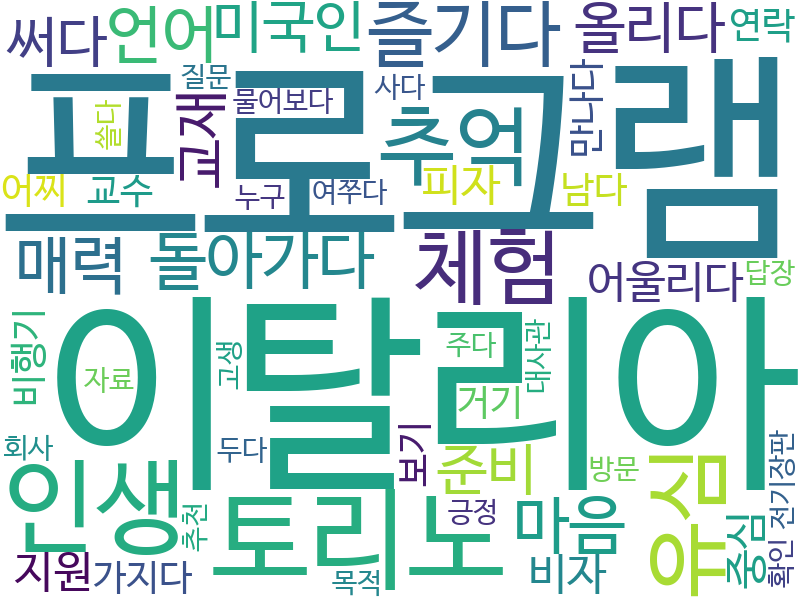 써다 언어 미국인 즐기다 올리다 연락
질문 물어보다 사다 만나다
쓸다 교재 추억
프로그램
어찌 교수 누구 여쭈다 피자 남다
매력 돌아가다 체험 어울리다 답장
이탈리아
비행기 자료 고생 주다 대사관 거기
회사 인생 두다 보기 준비 방문 유심 전기장판
추천 토리노 긍정 마음 중심 확인
지원 가지다 목적 비자